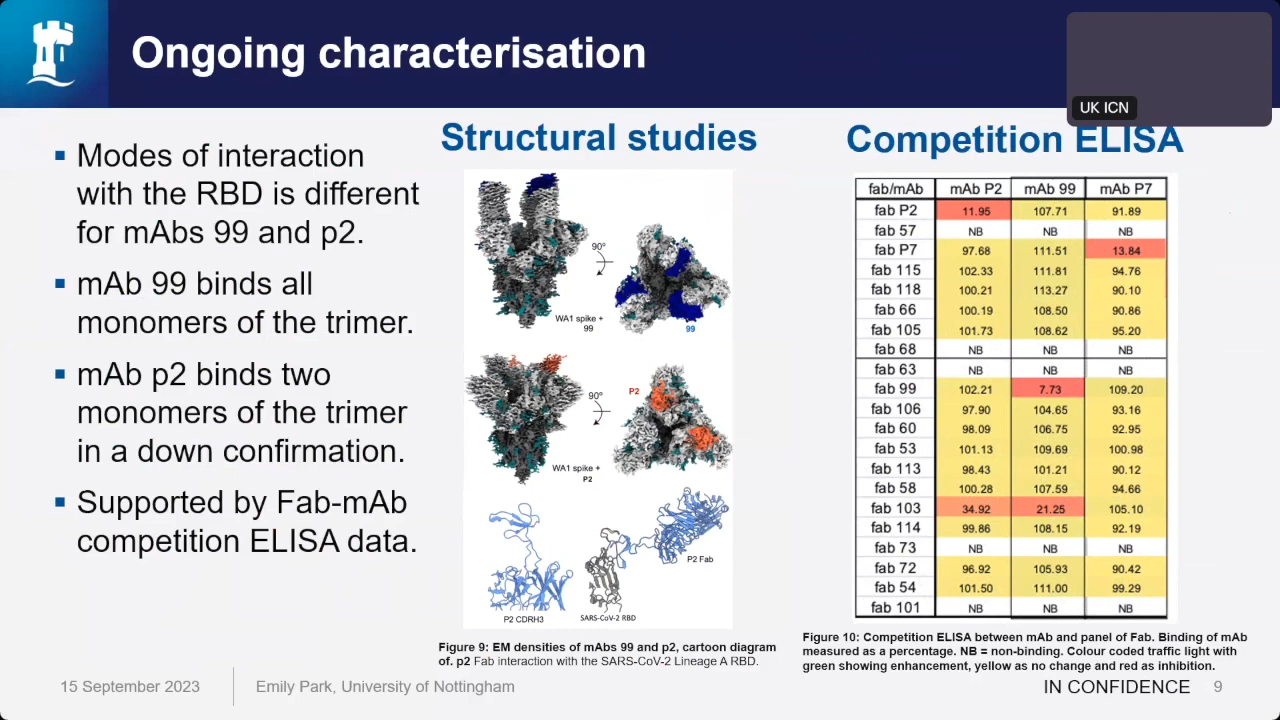 Ongoing characterisation
UK ICN
▪ Modes of interaction
with the RBD is different
for mAbs 99 and p2.
▪ mAb 99 binds all
monomers of the trimer.
▪ mAb p2 binds two
monomers of the trimer
in a down confirmation.
▪ Supported by Fab-mAb
competition ELISA data.
Structural studies
90°
WA1 spike +
99
99
90°
P2
WA1 spike +
P2
P2 Fab
P2 CDRH3
SARS-CoV-2 RBD
Figure 9: EM densities of mAbs 99 and p2, cartoon diagram
of. p2 Fab interaction with the SARS-CoV-2 Lineage A RBD.
Competition ELISA
fab/mAb mAb P2 mAb 99 mAb P7
fab P2 11.95 107.71 91.89
fab 57 NB NB NB
fab P7 97.68 111.51 13.84
fab 115 102.33 111.81 94.76
fab 118 100.21 113.27 90.10
fab 66 100.19 108.50 90.86
fab 105 101.73 108.62 95.20
fab 68 NB NB NB
fab 63 NB NB NB
fab 99 102.21 7.73 109.20
fab 106 97.90 104.65 93.16
fab 60 98.09 106.75 92.95
fab 53 101.13 109.69 100.98
fab 113 98.43 101.21 90.12
fab 58 100.28 107.59 94.66
fab 103 34.92 21.25 105.10
fab 114 99.86 108.15 92.19
fab 73 NB NB NB
fab 72 96.92 105.93 90.42
fab 54 101.50 111.00 99.29
fab 101 NB NB NB
Figure 10: Competition ELISA between mAb and panel of Fab. Binding of mAb
measured as a percentage. NB = non-binding. Colour coded traffic light with
green showing enhancement, yellow as no change and red as inhibition.
15 September 2023
Emily Park, University of Nottingham
IN CONFIDENCE 9